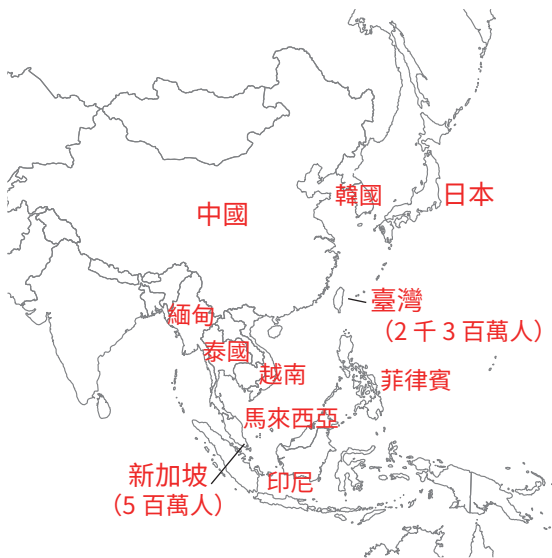 韓國
日本
中國
臺灣
（2 千 3 百萬人）
緬甸
泰國
越南
菲律賓
馬來西亞
新加坡
（5 百萬人）
印尼